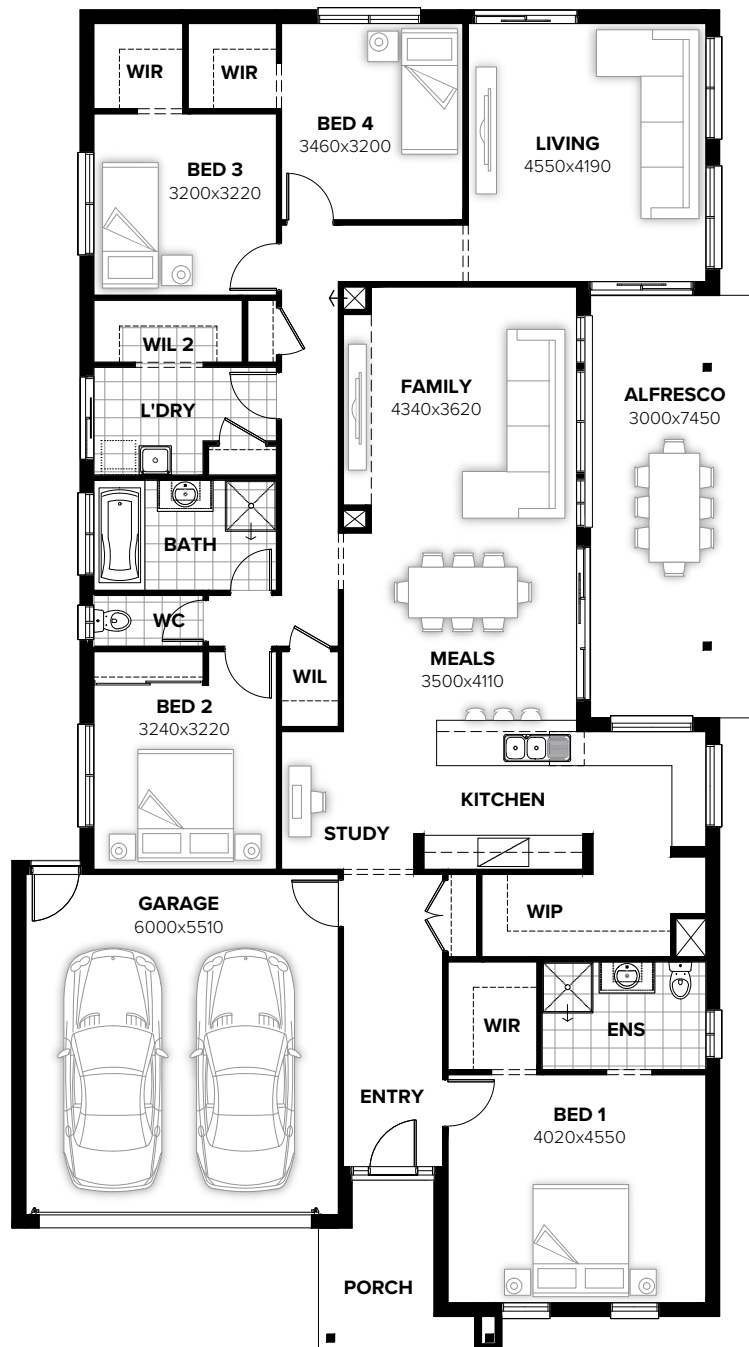 WIR
WIR
BED 4
3460x3200
LIVING
4550x4190
BED 3
3200x3220
WIL 2
FAMILY
4340x3620
ALFRESCO
3000x7450
L'DRY
BATH
WC
MEALS
3500x4110
WIL
BED 2
3240x3220
KITCHEN
STUDY
GARAGE
6000x5510
WIP
WIR
ENS
ENTRY
BED 1
4020x4550
PORCH